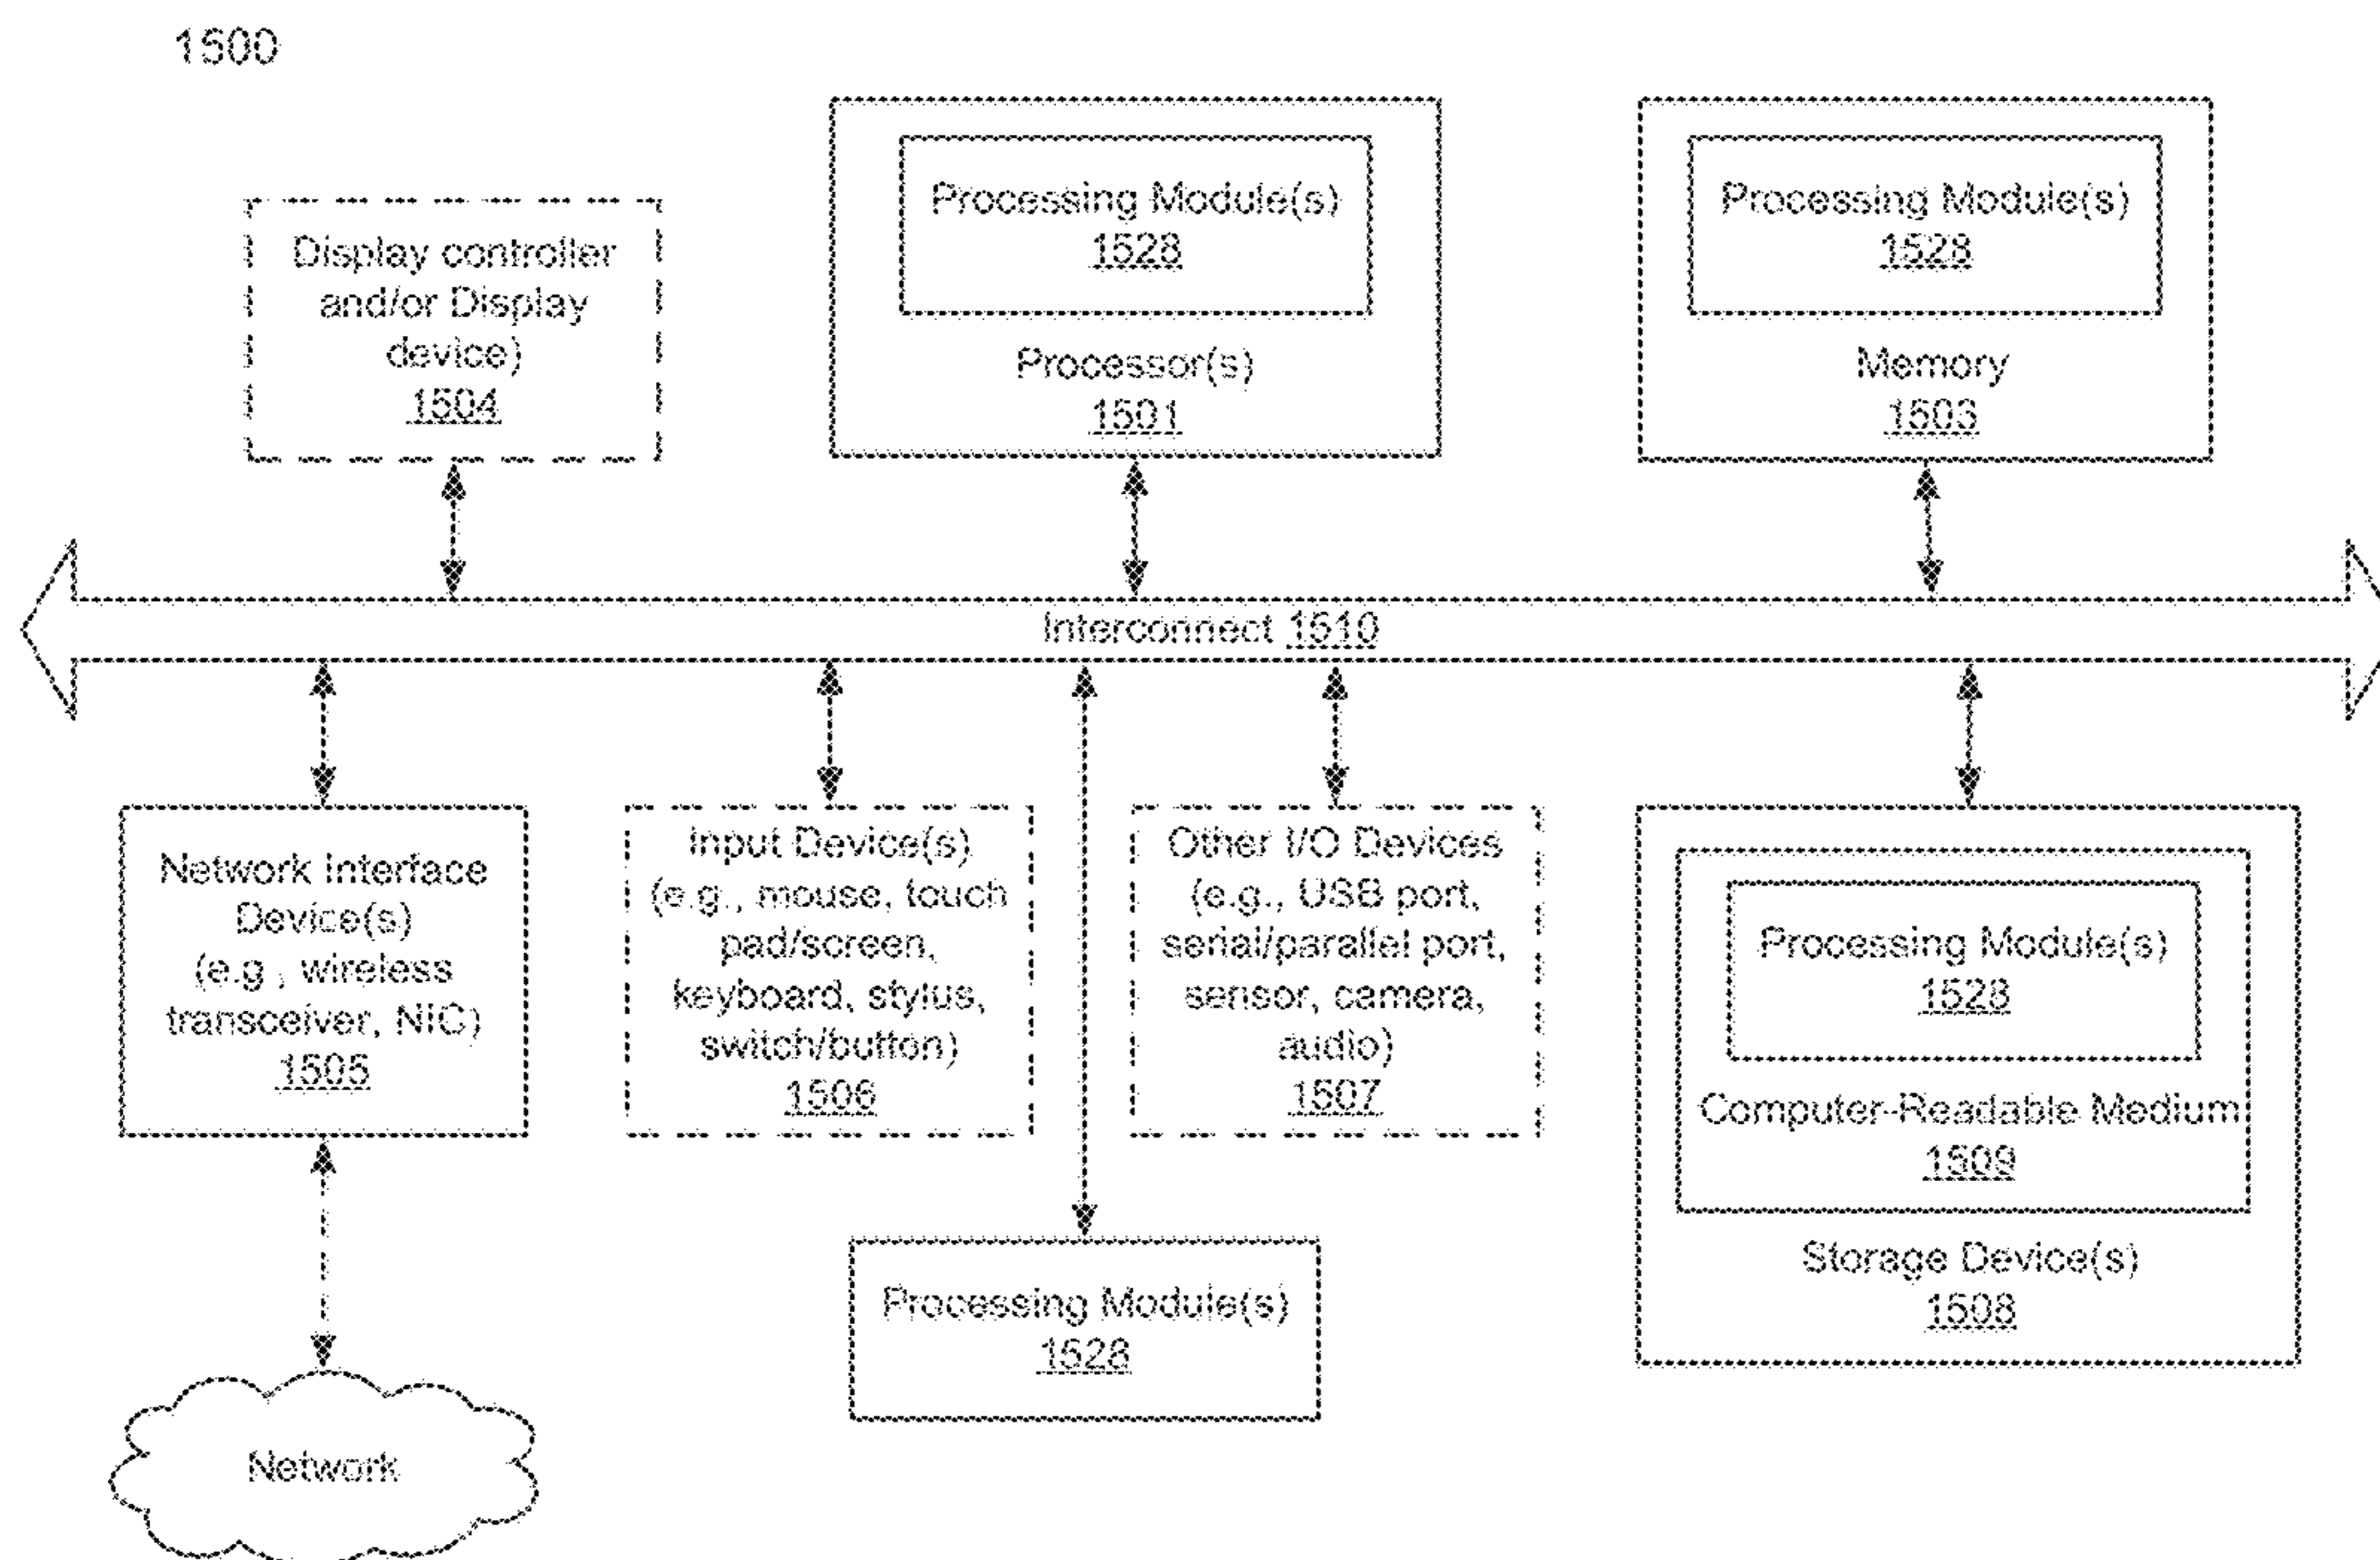 1500
Display controller
and/or Display
device)
1504
Processing Module(s)
1528
Processor(s)
1501
Processing Module(s)
1528
Memory
1503
Interconnect 1510
Network Interface
Device(s)
(e.g., wireless
transceiver, NIC)
1505
Input Device(s)
(e.g., mouse, touch
pad/screen,
keyboard, stylus,
switch/button)
1506
Other I/O Devices
(e.g., USB port,
serial/parallel port,
sensor, camera,
audio)
1507
Processing Module(s)
1528
Computer-Readable Medium
1509
Storage Device(s)
1508
Processing Module(s)
1528
Network